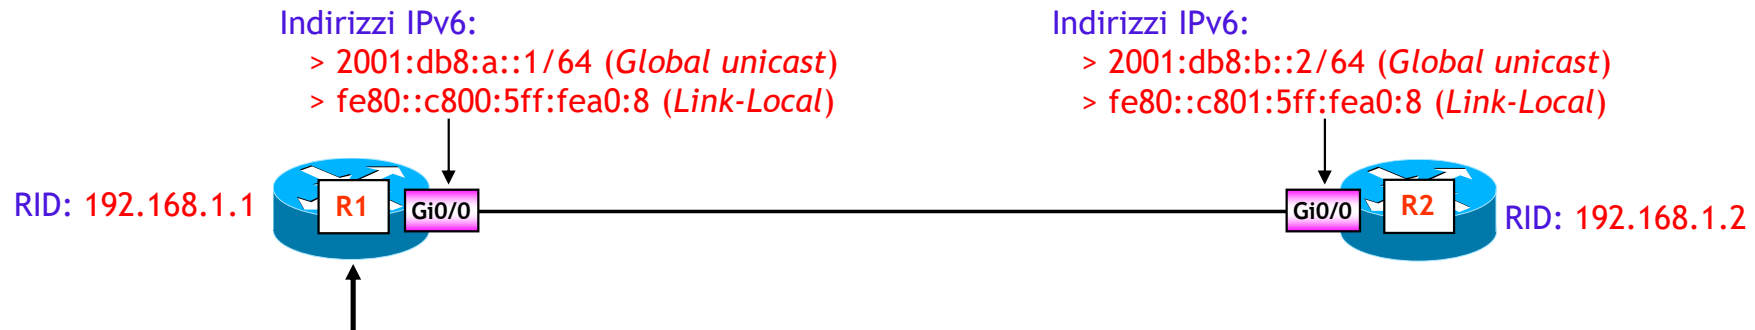 Indirizzi IPv6:
> 2001:db8:a::1/64 (Global unicast)
> fe80::c800:5ff:fea0:8 (Link-Local)
Indirizzi IPv6:
> 2001:db8:b::2/64 (Global unicast)
> fe80::c801:5ff:fea0:8 (Link-Local)
RID: 192.168.1.1
R1
Gi0/0
Gi0/0
R2
RID: 192.168.1.2